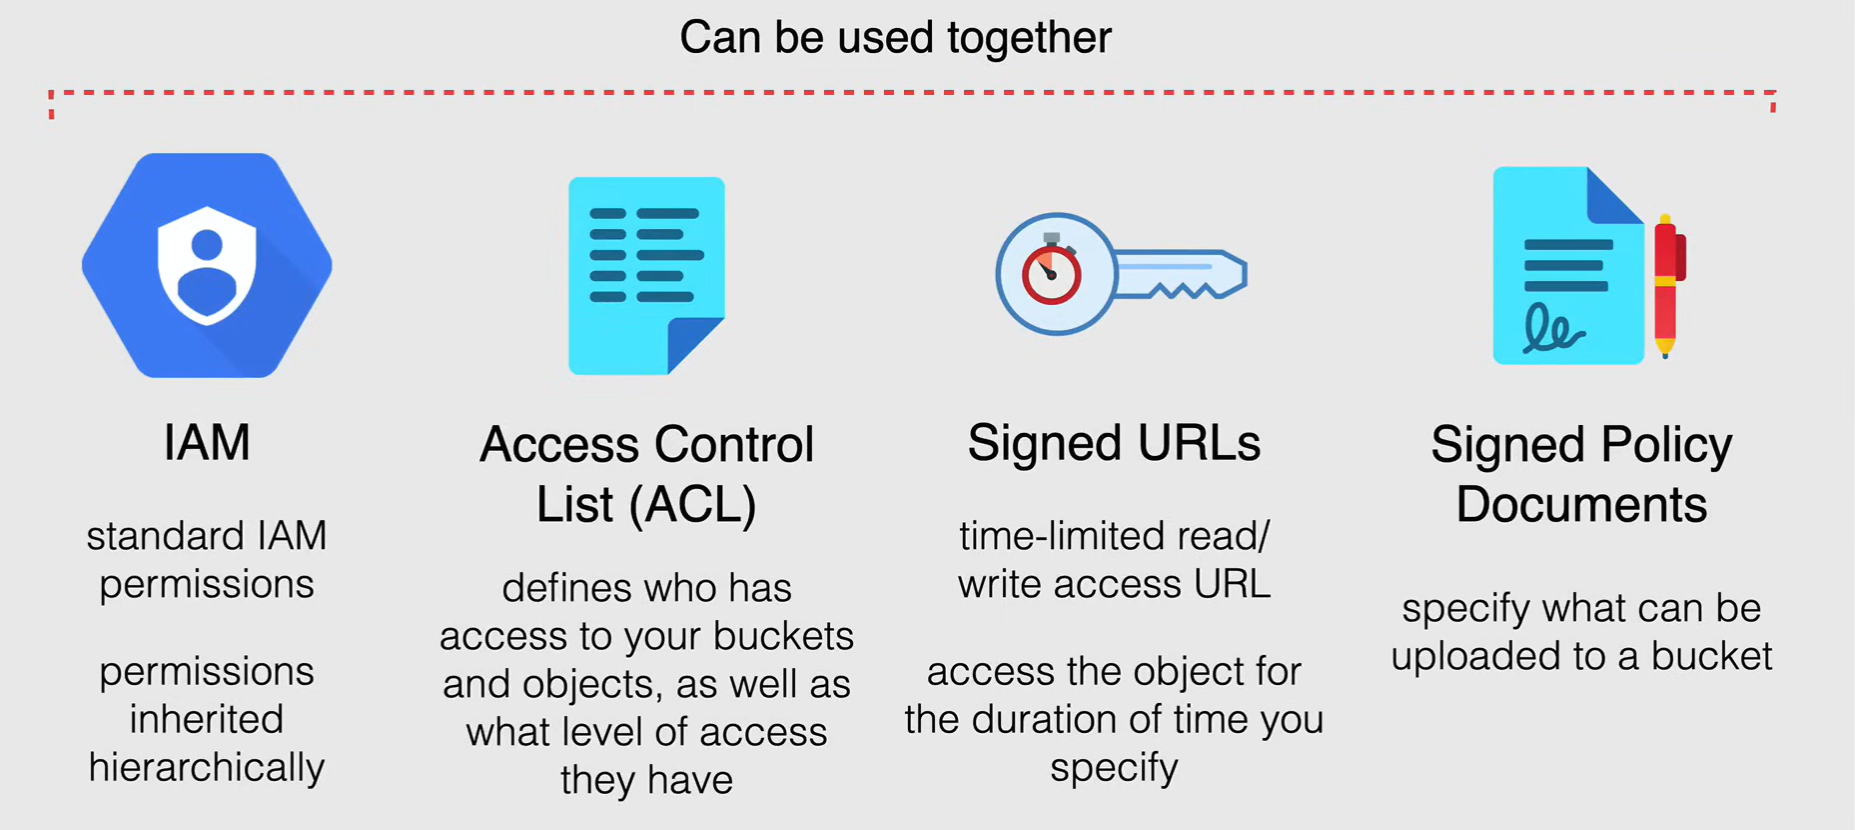 Can be used together
IAM
standard IAM
permissions
permissions
inherited
hierarchically
Access Control
List (ACL)
defines who has
access to your buckets
and objects, as well as
what level of access
they have
Signed URLs
time-limited read/
write access URL
access the object for
the duration of time you
specify
Signed Policy
Documents
specify what can be
uploaded to a bucket